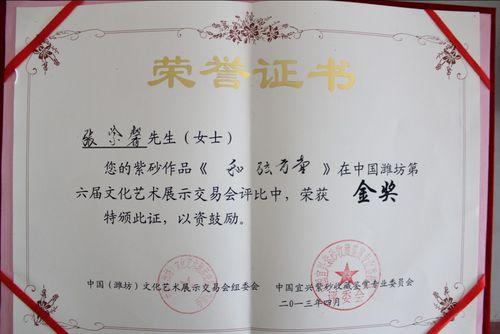 荣誉证书
张 馨先生（女士）
您的紫砂作品《 和弦方壶 》在中国潍坊第
六届文化艺术展示交易会评比中，荣获 金奖
特颁此证，以资鼓励。
中国（潍坊）文化艺术展示交易会组委会 中国宜兴紫砂收藏鉴赏专业委员会
二〇一三年四月